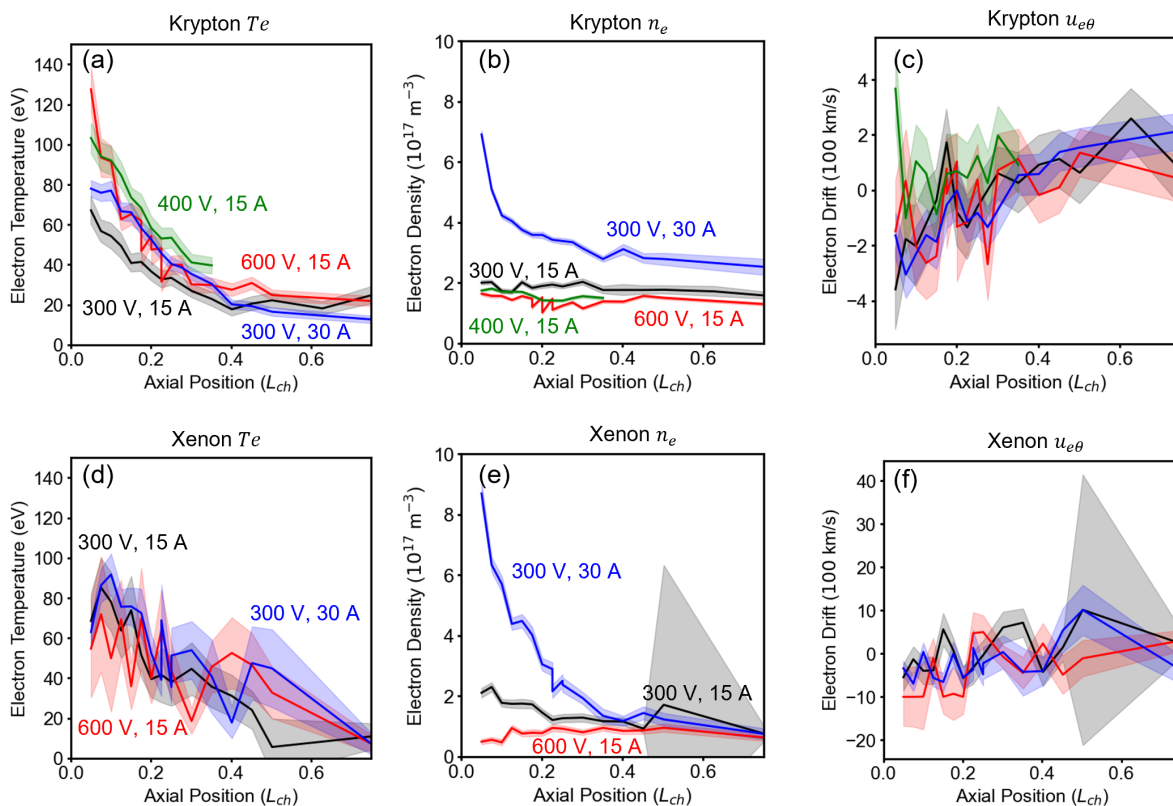 Krypton Te
(a)
140
120
100
80
60
40
20
0
Electron Temperature (eV)
400 V, 15 A
600 V, 15 A
300 V, 15 A
300 V, 30 A
0.0
0.2
0.4
0.6
Axial Position (Lch)
Krypton ne
(b)
10
8
6
4
2
0
Electron Density (10¹⁷ m⁻³)
300 V, 30 A
300 V, 15 A
400 V, 15 A
600 V, 15 A
0.0
0.2
0.4
0.6
Axial Position (Lch)
Krypton ueθ
(c)
4
2
0
−2
−4
Electron Drift (100 km/s)
0.0
0.2
0.4
0.6
Axial Position (Lch)
Xenon Te
(d)
140
120
100
80
60
40
20
0
Electron Temperature (eV)
300 V, 15 A
300 V, 30 A
600 V, 15 A
0.0
0.2
0.4
0.6
Axial Position (Lch)
Xenon ne
(e)
10
8
6
4
2
0
Electron Density (10¹⁷ m⁻³)
300 V, 30 A
300 V, 15 A
600 V, 15 A
0.0
0.2
0.4
0.6
Axial Position (Lch)
Xenon ueθ
(f)
40
30
20
10
0
−10
−20
Electron Drift (100 km/s)
0.0
0.2
0.4
0.6
Axial Position (Lch)